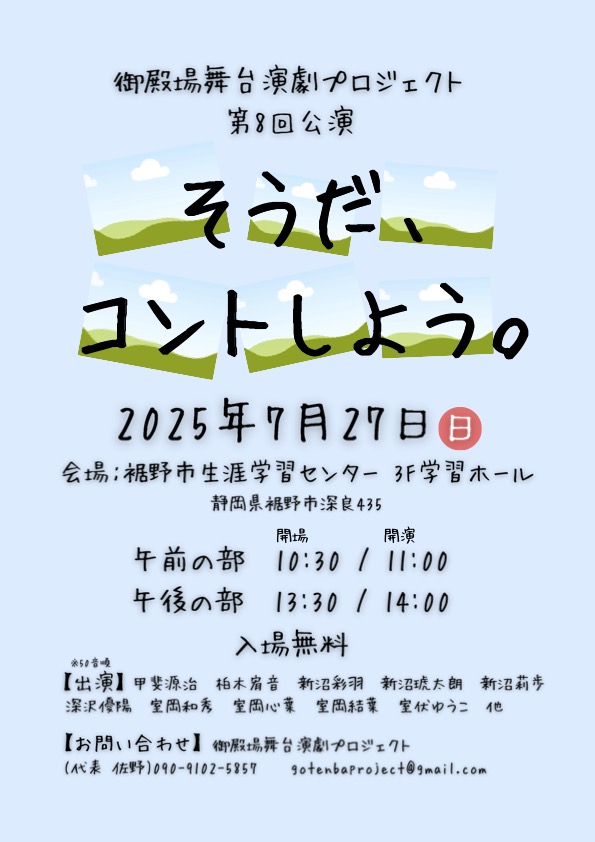 御殿場舞台演劇プロジェクト
第8回公演
そうだ、
コントしよう。
2025年7月27日 日
会場:裾野市生涯学習センター 3F学習ホール
静岡県裾野市深良435
開場 開演
午前の部 10:30 / 11:00
午後の部 13:30 / 14:00
入場無料
※50音順
【出演】甲斐源治 柏木宥音 新沼彩羽 新沼琥太朗 新沼莉歩
深沢優陽 室岡和秀 室岡心葉 室岡結葉 室伏ゆうこ 他
【お問い合わせ】御殿場舞台演劇プロジェクト
(代表 佐野)090-9102-5857 gotenbaproject@gmail.com